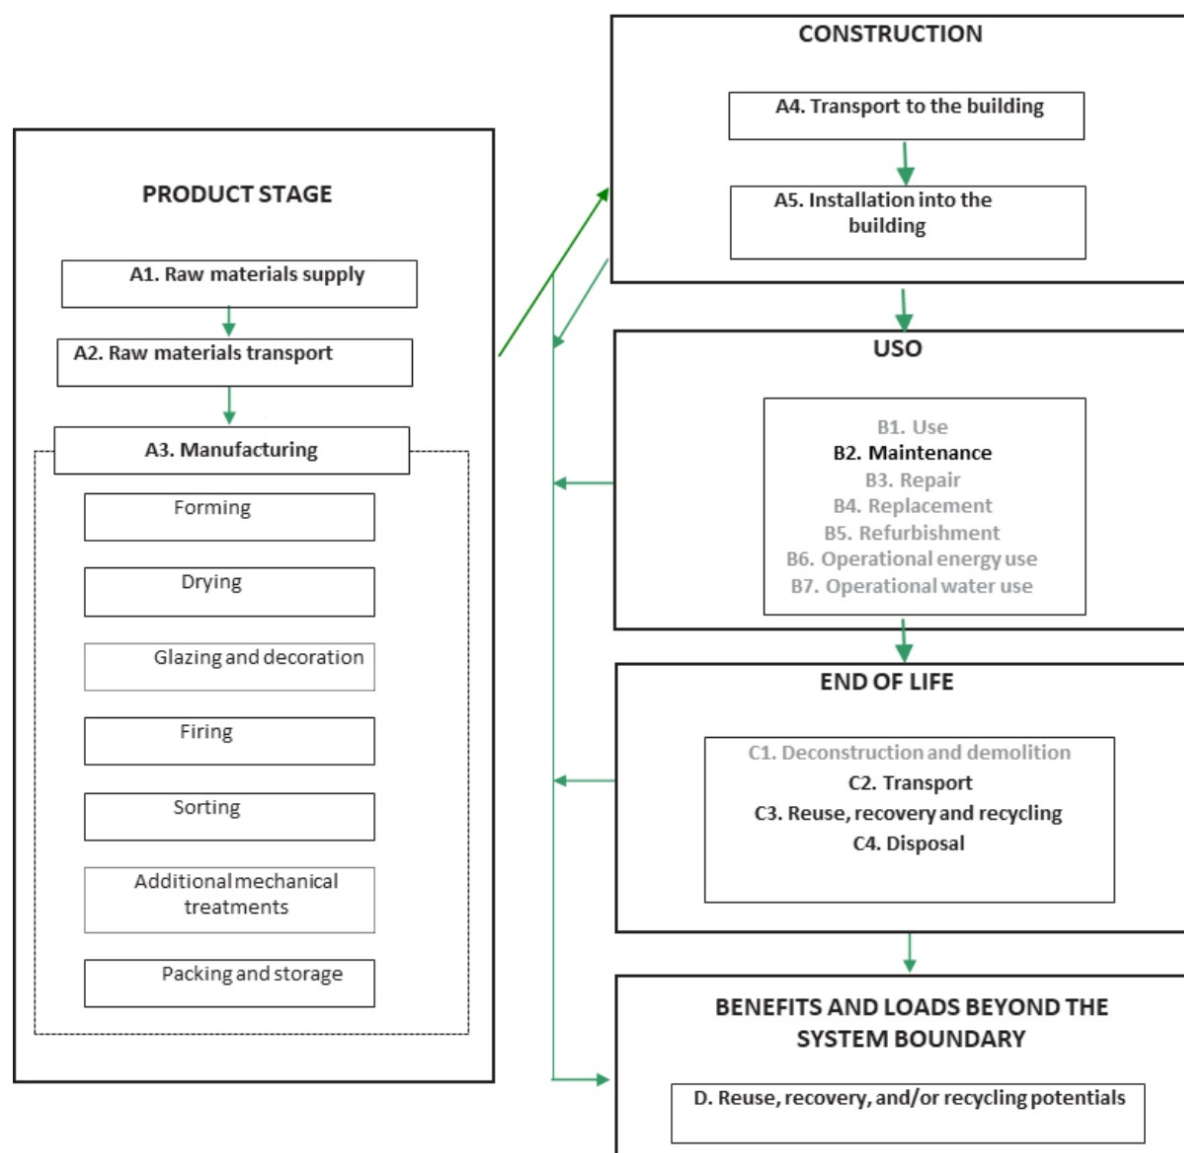 PRODUCT STAGE
A1. Raw materials supply
A2. Raw materials transport
A3. Manufacturing
Forming
Drying
Glazing and decoration
Firing
Sorting
Additional mechanical
treatments
Packing and storage
CONSTRUCTION
A4. Transport to the building
A5. Installation into the
building
USO
B1. Use
B2. Maintenance
B3. Repair
B4. Replacement
B5. Refurbishment
B6. Operational energy use
B7. Operational water use
END OF LIFE
C1. Deconstruction and demolition
C2. Transport
C3. Reuse, recovery and recycling
C4. Disposal
BENEFITS AND LOADS BEYOND THE
SYSTEM BOUNDARY
D. Reuse, recovery, and/or recycling potentials